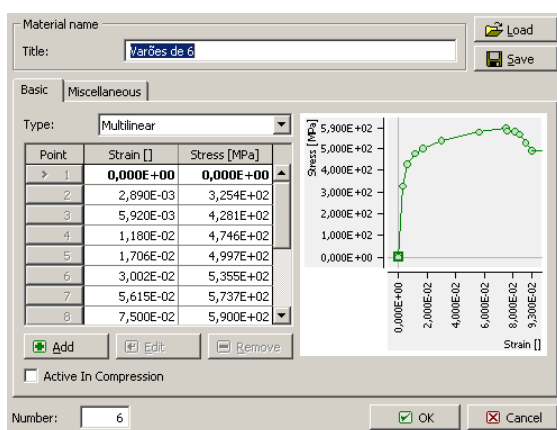 Material name
Title: Varões de 6
Load
Save
Basic Miscellaneous
Type: Multilinear
Point Strain [] Stress [MPa]
1 0,000E+00 0,000E+00
2 2,890E-03 3,254E+02
3 5,920E-03 4,281E+02
4 1,180E-02 4,746E+02
5 1,706E-02 4,997E+02
6 3,002E-02 5,355E+02
7 5,615E-02 5,737E+02
8 7,500E-02 5,900E+02
Add Edit Remove
Active In Compression
Stress [MPa]
5,900E+02
5,000E+02
4,000E+02
3,000E+02
2,000E+02
1,000E+02
0,000E+00
0,000E+00
2,000E-02
4,000E-02
6,000E-02
8,000E-02
9,300E-02
Strain []
Number: 6
OK
Cancel